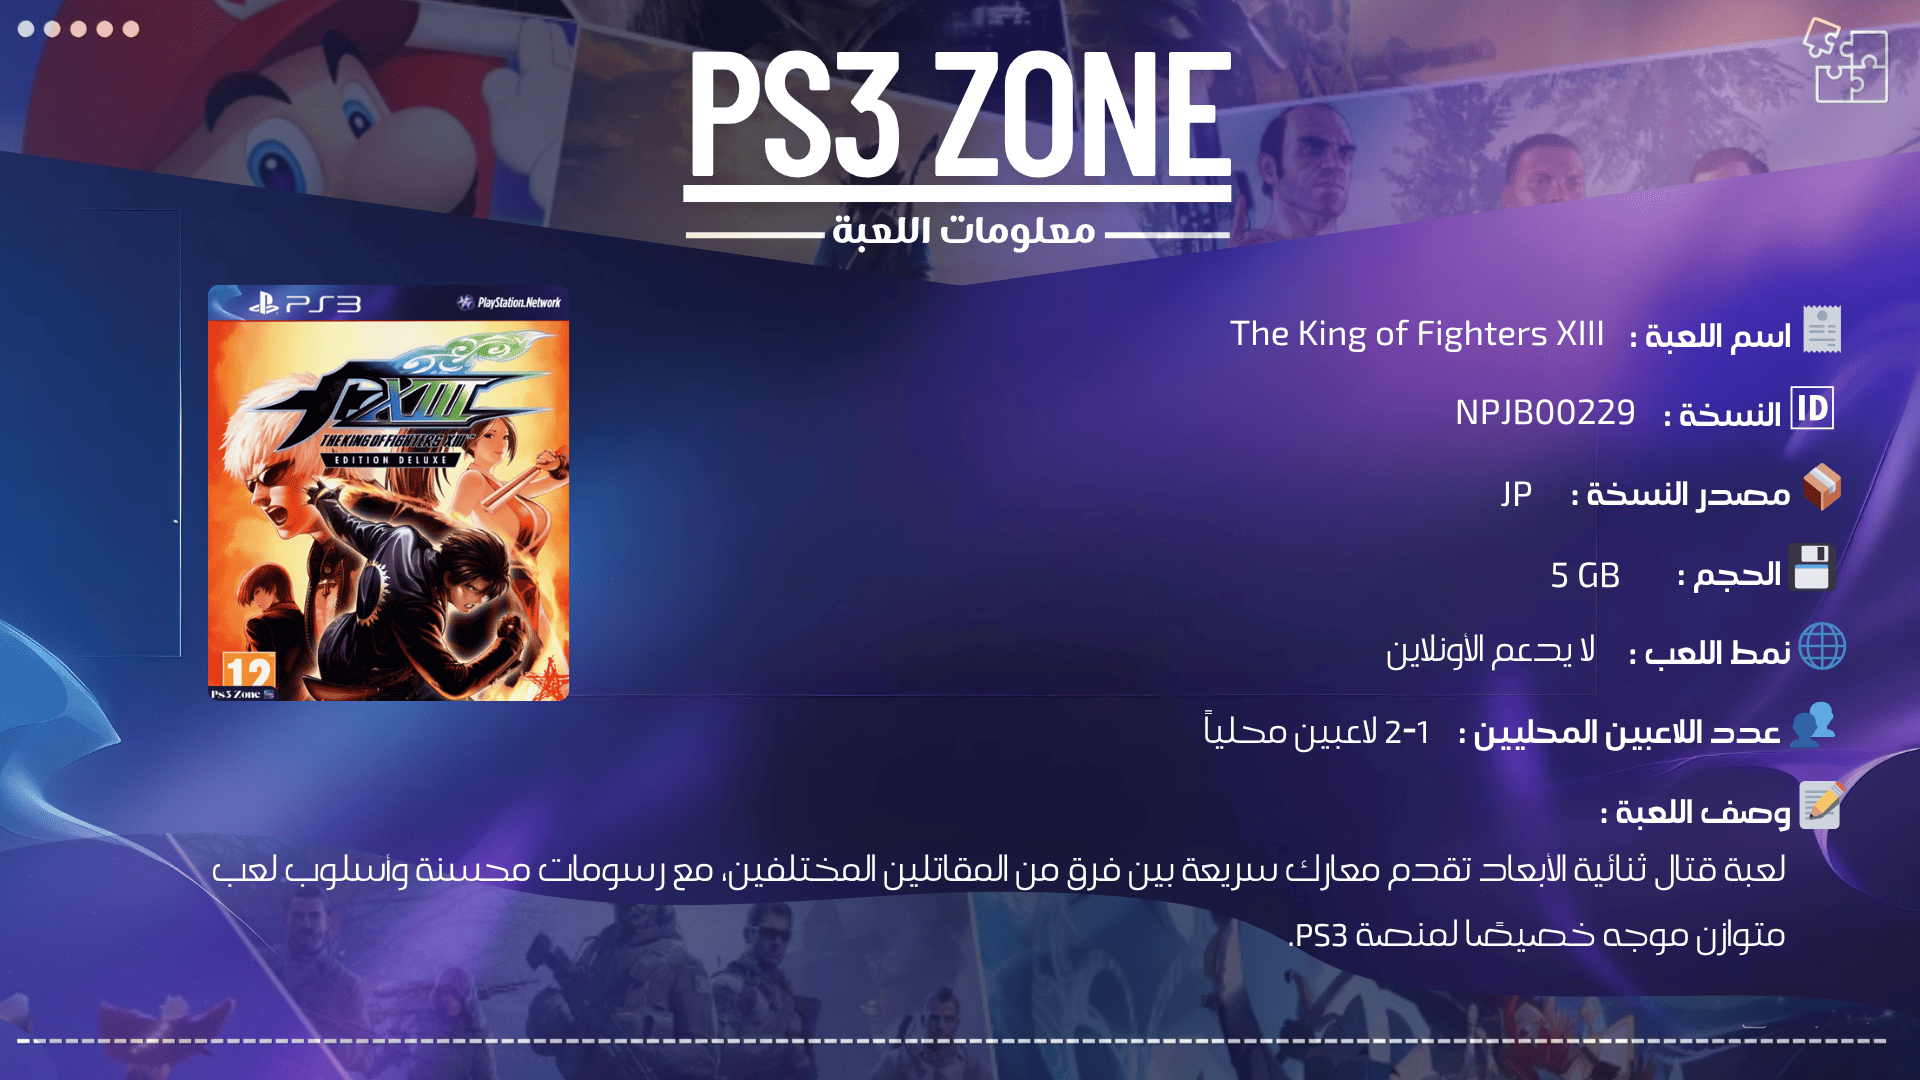 PS3 ZONE
معلومات اللعبة
PS3 PlayStation.Network
XIII
THE KING OF FIGHTERS XIII™
EDITION DELUXE
12
Ps3 Zone
اسم اللعبة : The King of Fighters XIII
ID النسخة : NPJB00229
مصدر النسخة : JP
الحجم : 5 GB
نمط اللعب : لا يدعم الأونلاين
عدد اللاعبين المحليين : 1-2 لاعبين محلياً
وصف اللعبة :
لعبة قتال ثنائية الأبعاد تقدم معارك سريعة بين فرق من المقاتلين المختلفين، مع رسومات محسنة وأسلوب لعب
متوازن موجه خصيصًا لمنصة PS3.